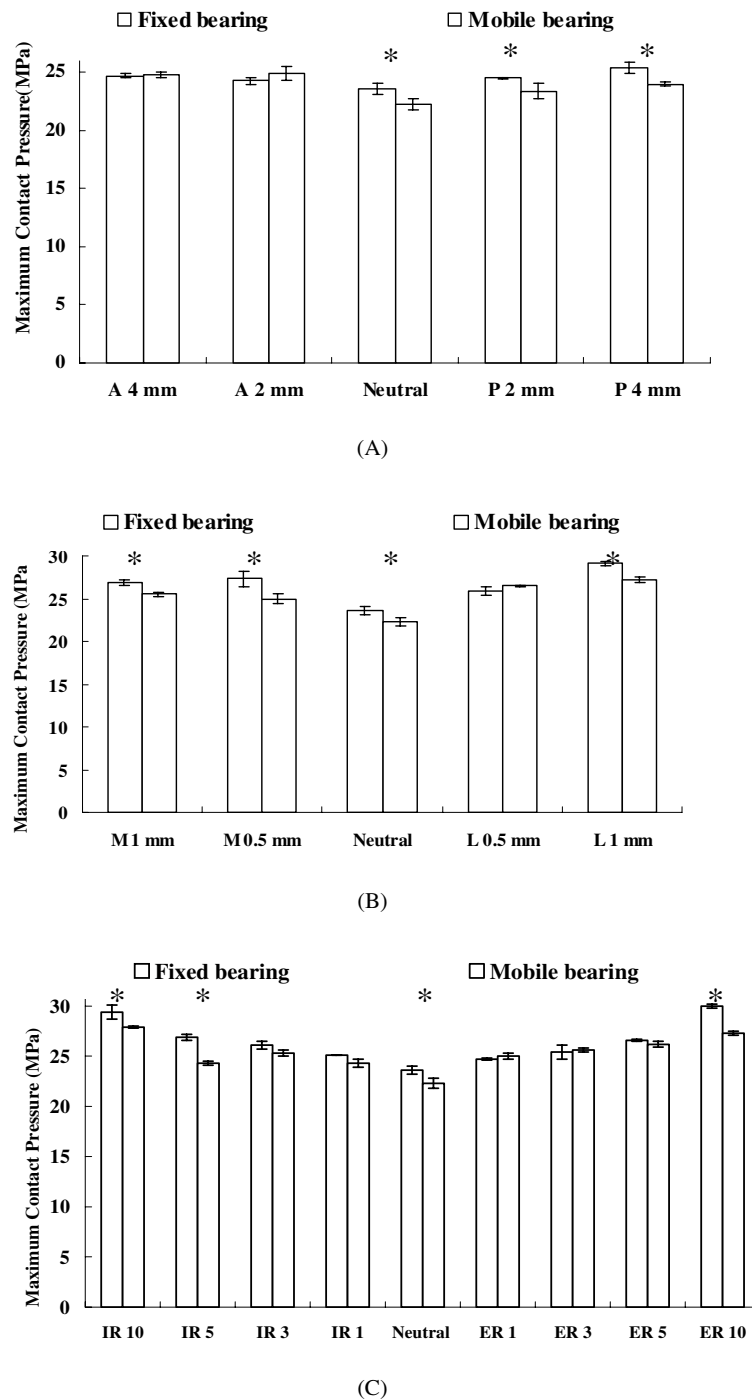 Fixed bearing Mobile bearing
* * *
Maximum Contact Pressure(MPa)
25
20
15
10
5
0
A 4 mm A 2 mm Neutral P 2 mm P 4 mm
(A)
Fixed bearing Mobile bearing
* * * *
Maximum Contact Pressure (MPa
30
25
20
15
10
5
0
M 1 mm M 0.5 mm Neutral L 0.5 mm L 1 mm
(B)
Fixed bearing Mobile bearing
* * * *
Maximum Contact Pressure (MPa)
30
25
20
15
10
5
0
IR 10 IR 5 IR 3 IR 1 Neutral ER 1 ER 3 ER 5 ER 10
(C)